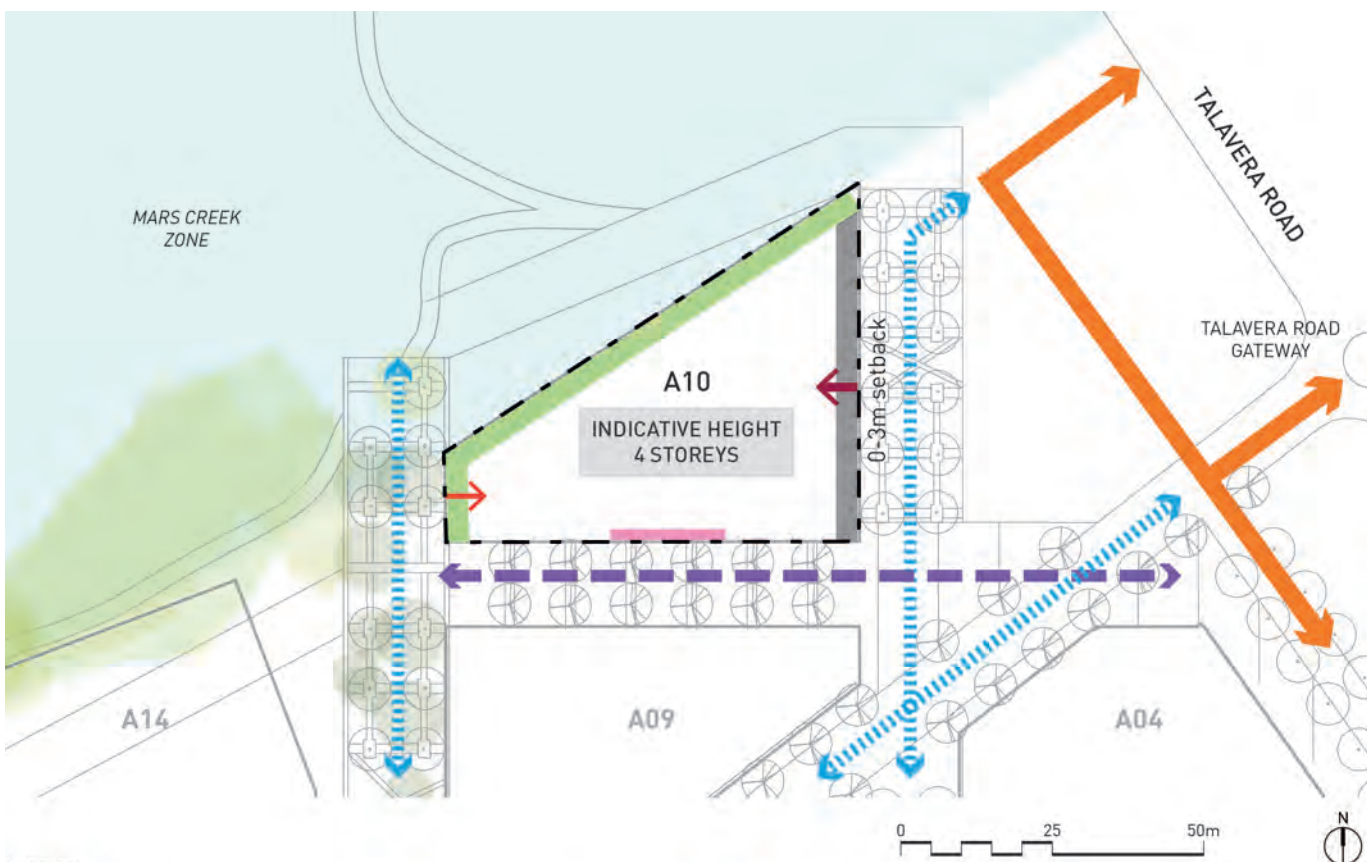 TALAVERA ROAD
MARS CREEK
ZONE
TALAVERA ROAD
GATEWAY
0-3m setback
A10
INDICATIVE HEIGHT
4 STOREYS
A14
A09
A04
0 25 50m
N